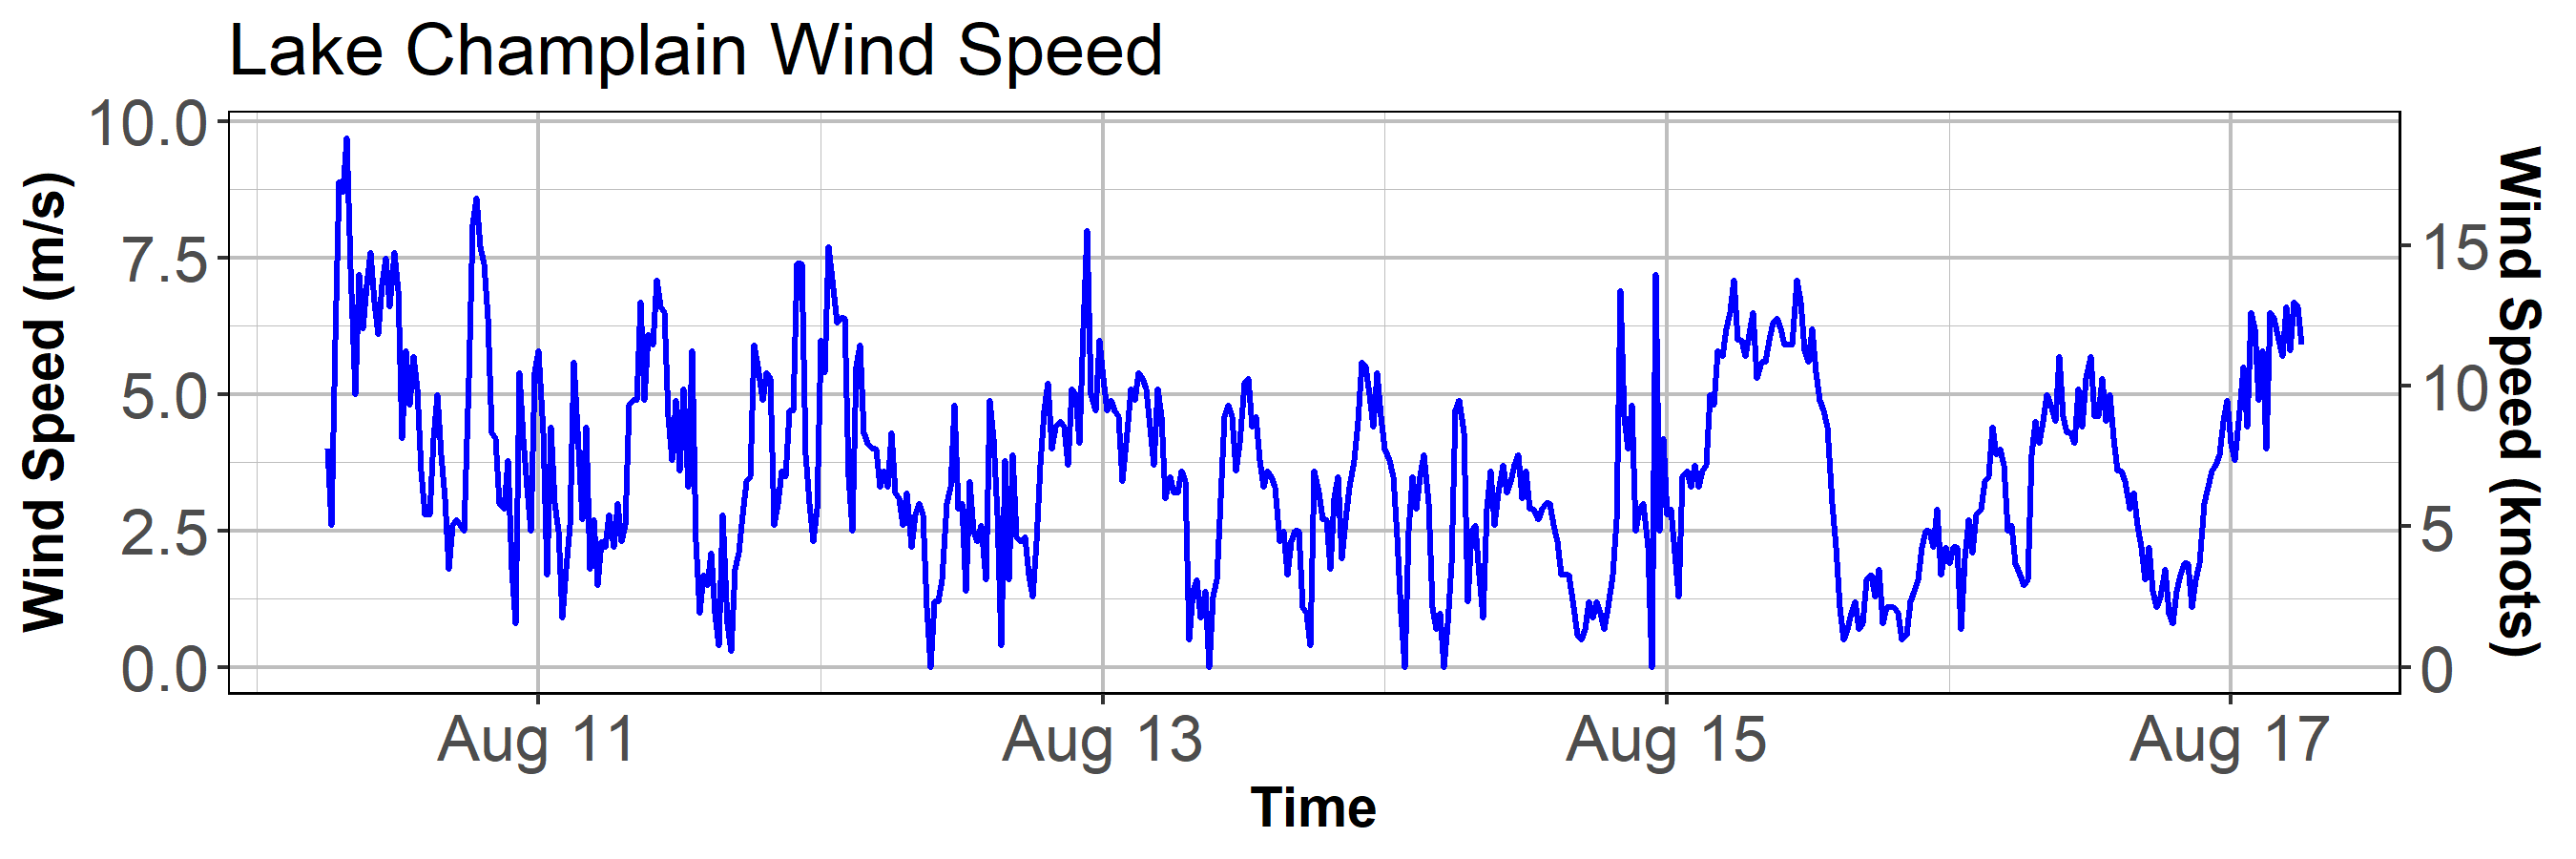 Lake Champlain Wind Speed
Wind Speed (m/s)
10.0
7.5
5.0
2.5
0.0
Wind Speed (knots)
15
10
5
0
Aug 11
Aug 13
Aug 15
Aug 17
Time